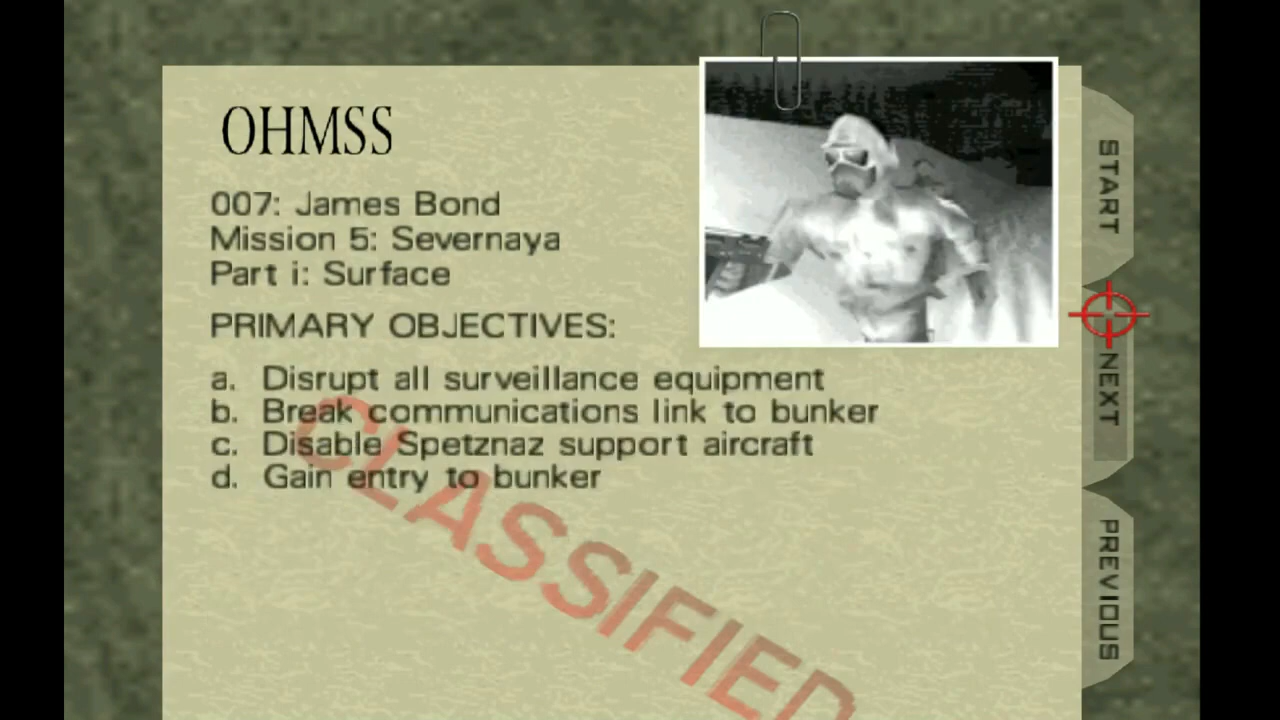 OHMSS
007: James Bond
Mission 5: Severnaya
Part i: Surface
PRIMARY OBJECTIVES:
a. Disrupt all surveillance equipment
b. Break communications link to bunker
c. Disable Spetznaz support aircraft
d. Gain entry to bunker
CLASSIFIED
START
NEXT
PREVIOUS